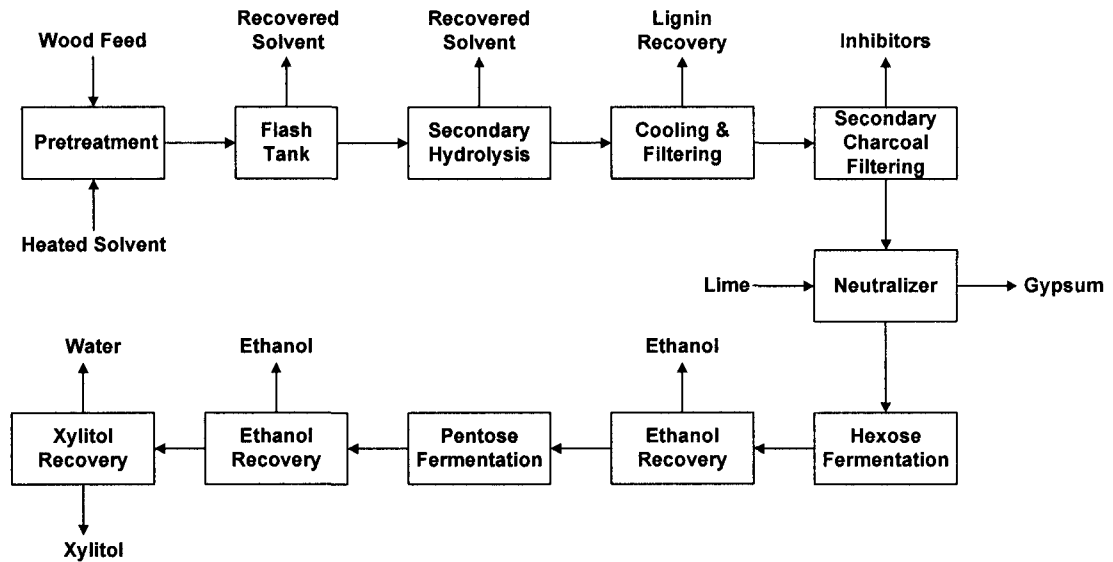 Wood Feed
Recovered
Solvent
Recovered
Solvent
Lignin
Recovery
Inhibitors
Pretreatment
Flash
Tank
Secondary
Hydrolysis
Cooling &
Filtering
Secondary
Charcoal
Filtering
Heated Solvent
Lime
Neutralizer
Gypsum
Water
Ethanol
Ethanol
Xylitol
Recovery
Ethanol
Recovery
Pentose
Fermentation
Ethanol
Recovery
Hexose
Fermentation
Xylitol